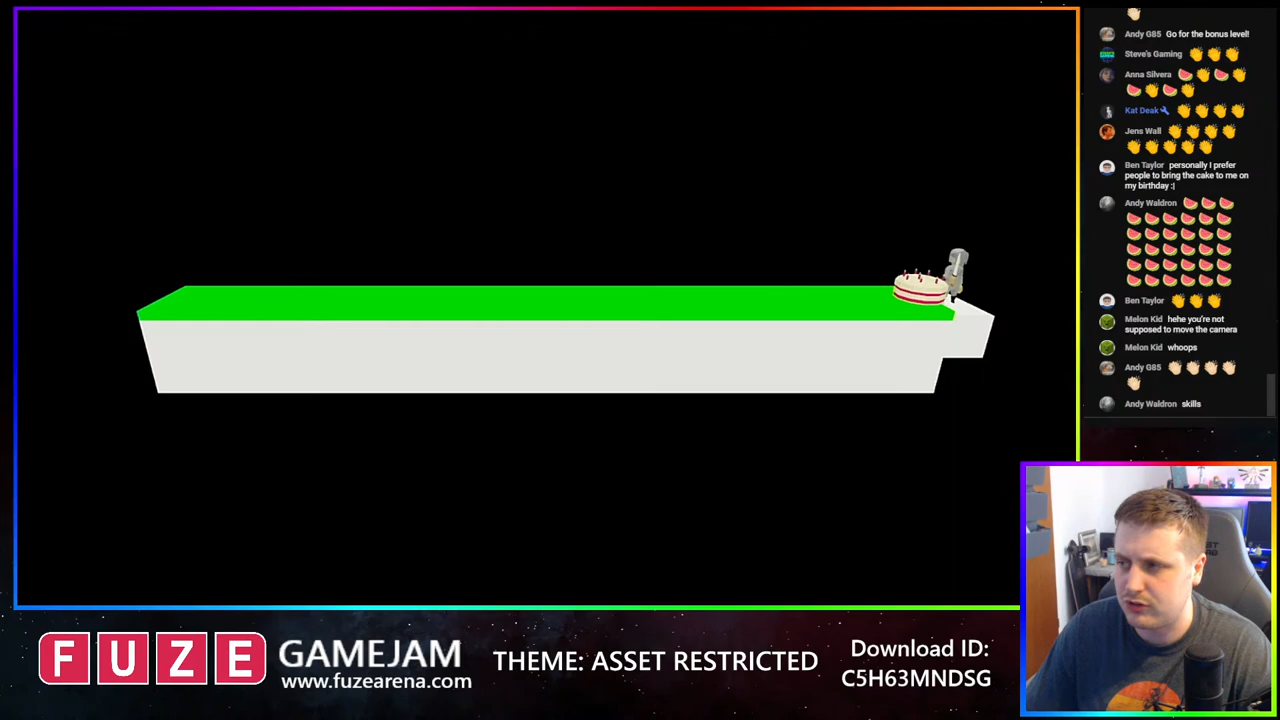 Andy G85 Go for the bonus level!
Steve's Gaming 👏👏👏
Anna Silvera 🍉👏🍉👏
🍉👏🍉👏
Kat Deak 👏👏👏👏
Jens Wall 👏👏👏👏
👏👏👏👏👏
Ben Taylor personally I prefer
people to bring the cake to me on
my birthday :|
Andy Waldron 🍉🍉🍉
🍉🍉🍉🍉🍉🍉
🍉🍉🍉🍉🍉🍉
🍉🍉🍉🍉🍉🍉
🍉🍉🍉🍉🍉🍉
🍉🍉🍉🍉🍉🍉
Ben Taylor 👏👏👏
Melon Kid hehe you're not
supposed to move the camera
Melon Kid whoops
Andy G85 👏🏻👏🏻👏🏻👏🏻
👏🏻
Andy Waldron skills
FUZE GAMEJAM
www.fuzearena.com
THEME: ASSET RESTRICTED
Download ID:
C5H63MNDSG